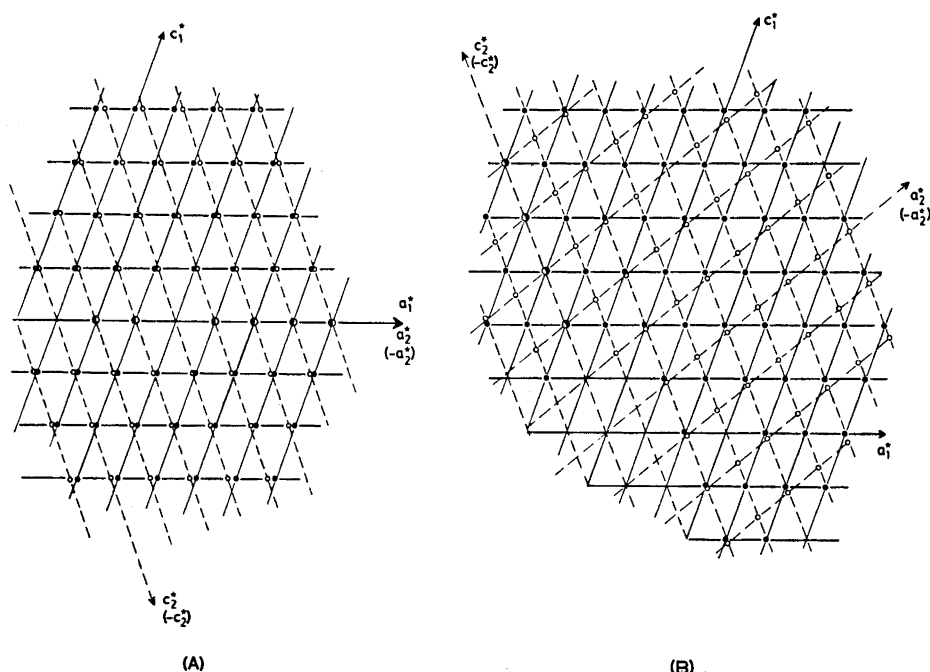 c₁*
a₁*
a₂*
(-a₂*)
c₂*
(-c₂*)
(A)
c₂*
(-c₂*)
c₁*
a₂*
(-a₂*)
a₁*
(B)